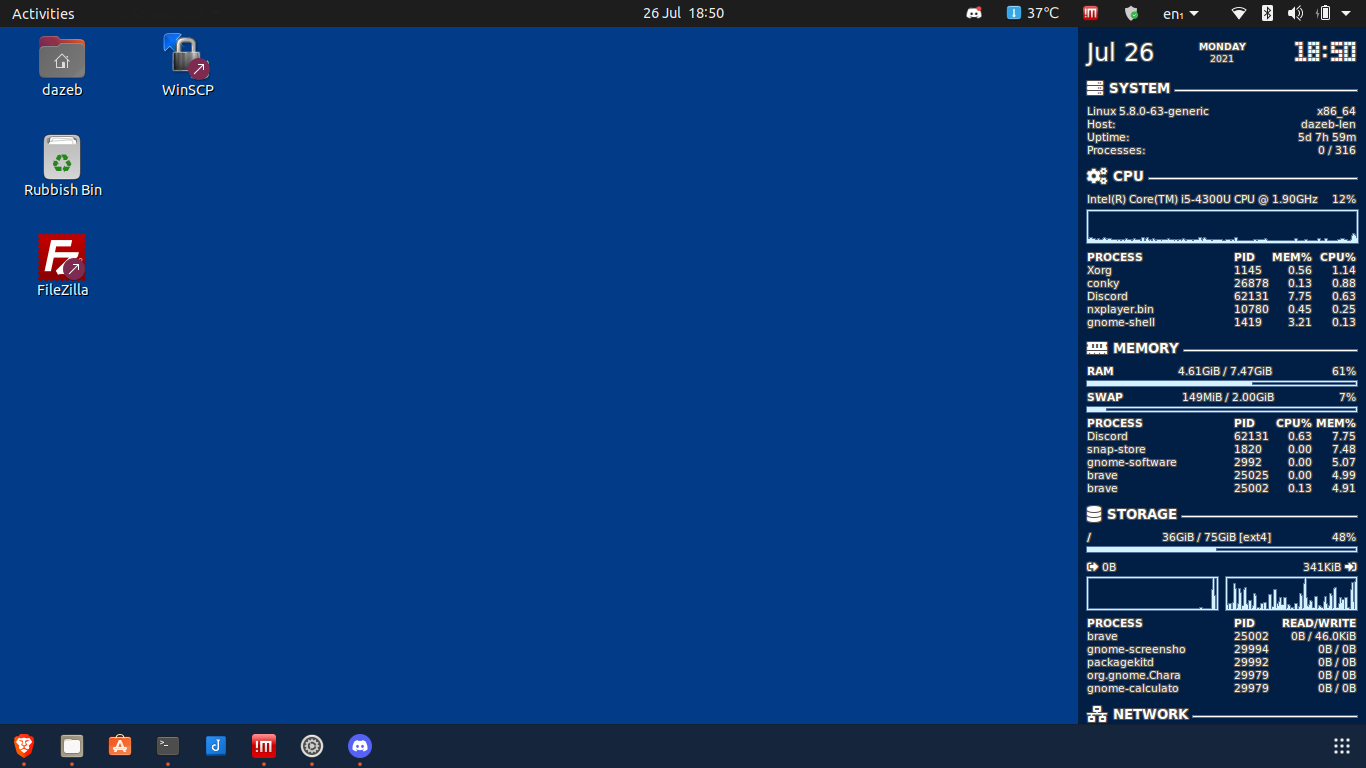 Activities
26 Jul 18:50
37°C
!M
en₁
dazeb
WinSCP
Rubbish Bin
FZ
FileZilla
Jul 26
MONDAY
2021
18:50
SYSTEM
Linux 5.8.0-63-generic x86_64
Host: dazeb-len
Uptime: 5d 7h 59m
Processes: 0 / 316
CPU
Intel(R) Core(TM) i5-4300U CPU @ 1.90GHz 12%
PROCESS PID MEM% CPU%
Xorg 1145 0.56 1.14
conky 26878 0.13 0.88
Discord 62131 7.75 0.63
nxplayer.bin 10780 0.45 0.25
gnome-shell 1419 3.21 0.13
MEMORY
RAM 4.61GiB / 7.47GiB 61%
SWAP 149MiB / 2.00GiB 7%
PROCESS PID CPU% MEM%
Discord 62131 0.63 7.75
snap-store 1820 0.00 7.48
gnome-software 2992 0.00 5.07
brave 25025 0.00 4.99
brave 25002 0.13 4.91
STORAGE
/ 36GiB / 75GiB [ext4] 48%
0B 341KiB
PROCESS PID READ/WRITE
brave 25002 0B / 46.0KiB
gnome-screensho 29994 0B / 0B
packagekitd 29992 0B / 0B
org.gnome.Chara 29979 0B / 0B
gnome-calculato 29979 0B / 0B
NETWORK
>_
J
!M